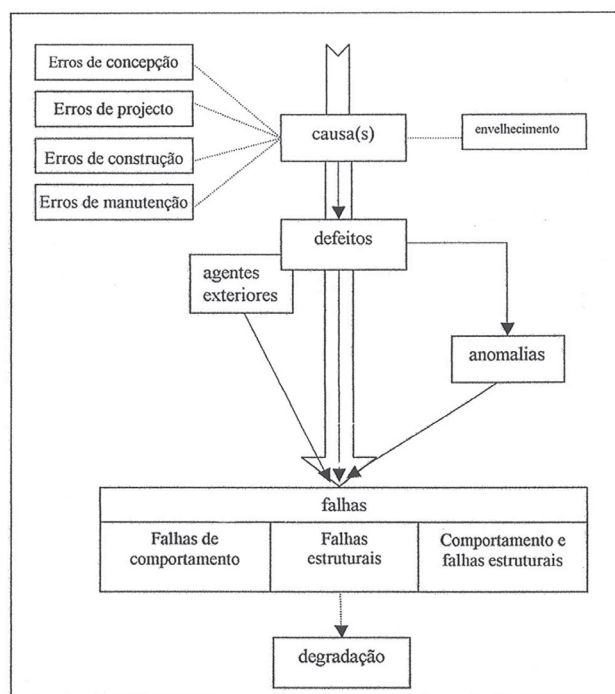 Erros de concepção
Erros de projecto
Erros de construção
Erros de manutenção
causa(s)
envelhecimento
defeitos
agentes
exteriores
anomalias
falhas
Falhas de
comportamento
Falhas
estruturais
Comportamento e
falhas estruturais
degradação